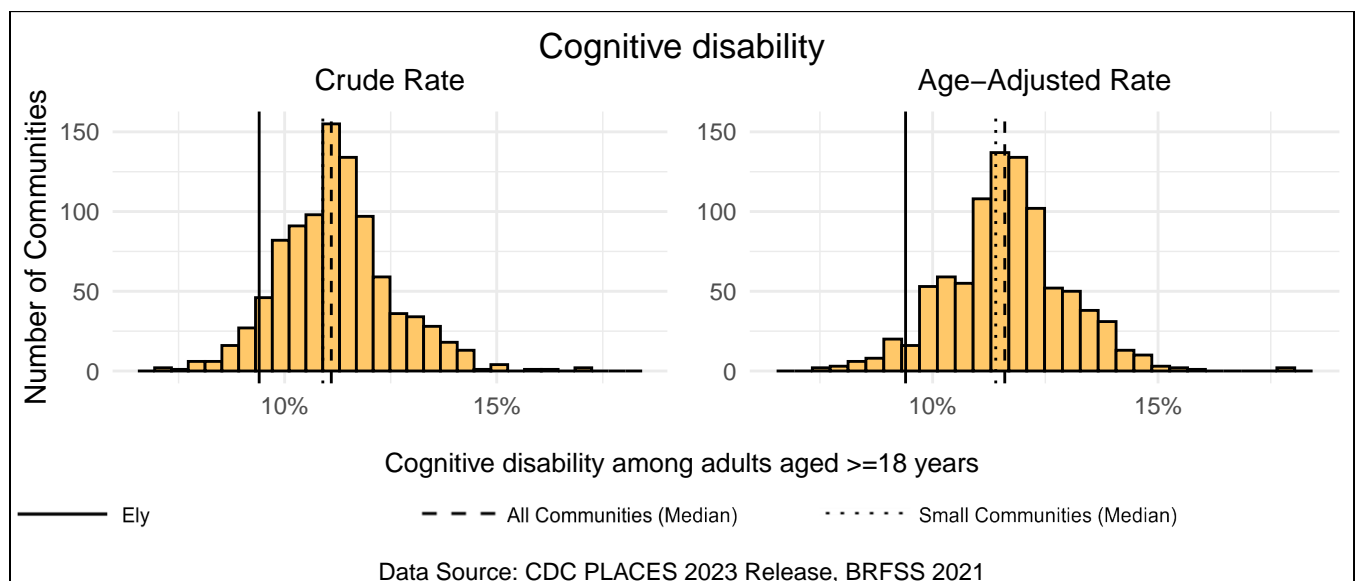 Cognitive disability
Crude Rate
Age−Adjusted Rate
Number of Communities
150
100
50
0
10%
15%
150
100
50
0
10%
15%
Cognitive disability among adults aged >=18 years
Ely
All Communities (Median)
Small Communities (Median)
Data Source: CDC PLACES 2023 Release, BRFSS 2021